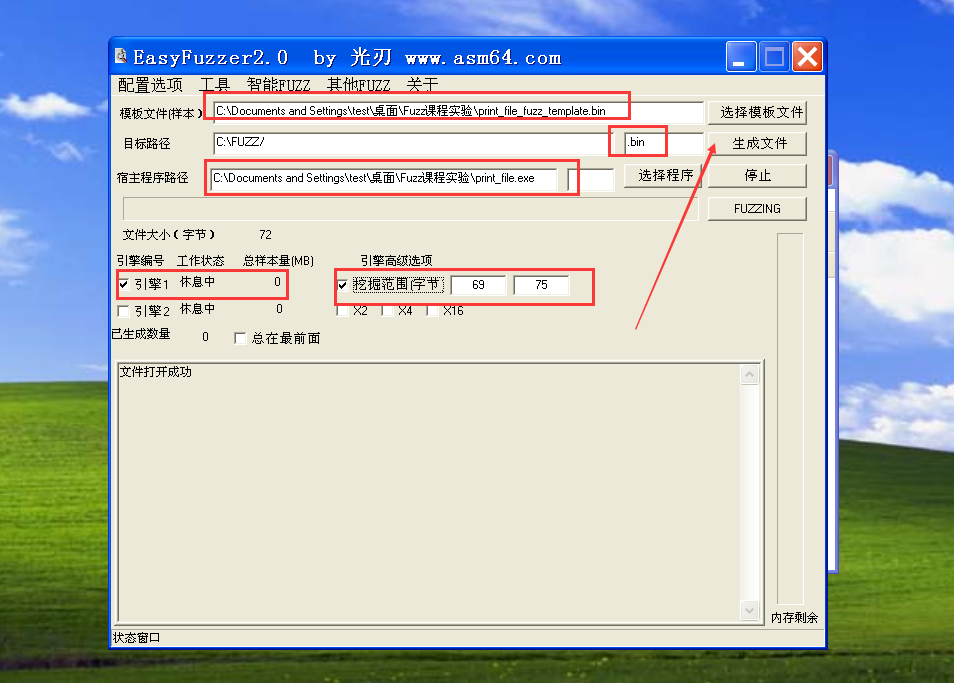 EasyFuzzer2.0 by 光刃 www.asm64.com
配置选项 工具 智能FUZZ 其他FUZZ 关于
模板文件(样本) C:\Documents and Settings\test\桌面\Fuzz课程实验\print_file_fuzz_template.bin 选择模板文件
目标路径 C:\FUZZ/ .bin 生成文件
宿主程序路径 C:\Documents and Settings\test\桌面\Fuzz课程实验\print_file.exe 选择程序 停止
FUZZING
文件大小(字节) 72
引擎编号 工作状态 总样本量(MB) 引擎高级选项
引擎1 休息中 0 挖掘范围|字节 69 75
引擎2 休息中 0 X2 X4 X16
已生成数量 0 总在最前面
文件打开成功
内存剩余
状态窗口